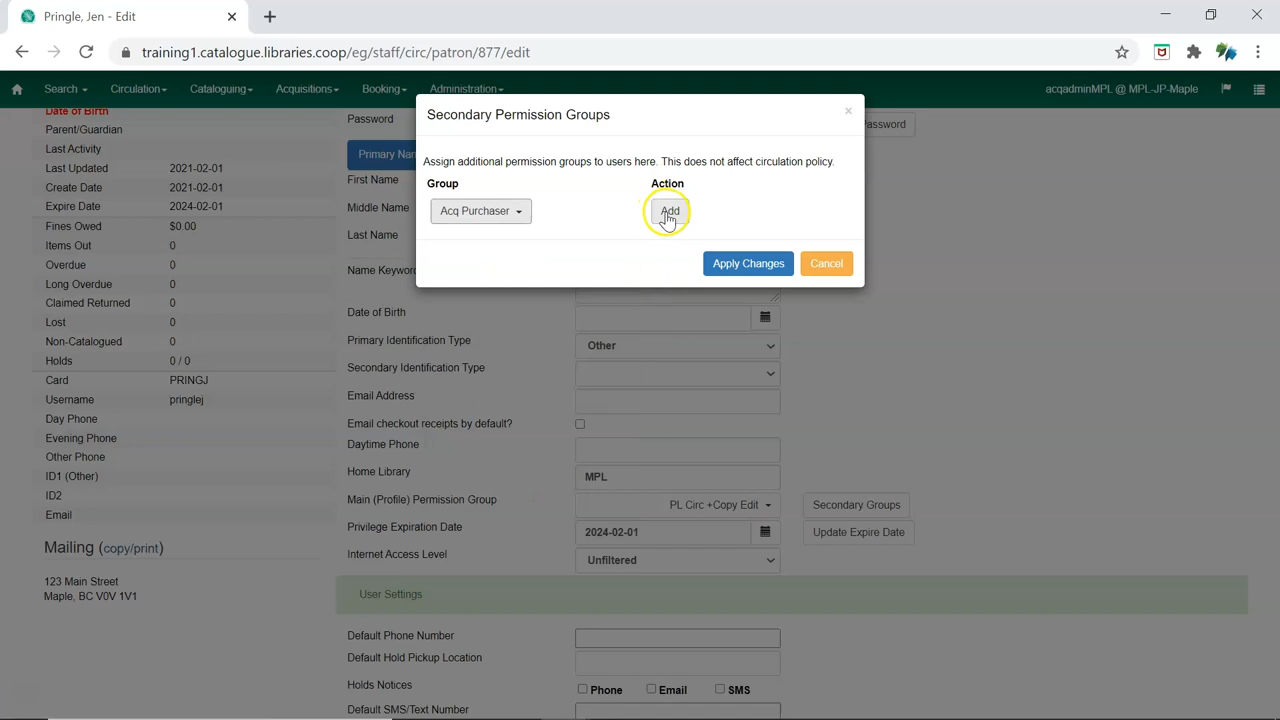 Pringle, Jen - Edit
training1.catalogue.libraries.coop/eg/staff/circ/patron/877/edit
Search Circulation Cataloguing Acquisitions Booking Administration acqadminMPL @ MPL-JP-Maple
Date of Birth
Parent/Guardian
Last Activity
Last Updated 2021-02-01
Create Date 2021-02-01
Expire Date 2024-02-01
Fines Owed $0.00
Items Out 0
Overdue 0
Long Overdue 0
Claimed Returned 0
Lost 0
Non-Catalogued 0
Holds 0 / 0
Card PRINGJ
Username pringlej
Day Phone
Evening Phone
Other Phone
ID1 (Other)
ID2
Email
Mailing (copy/print)
123 Main Street
Maple, BC V0V 1V1
Secondary Permission Groups
×
Assign additional permission groups to users here. This does not affect circulation policy.
Group Action
Acq Purchaser Add
Apply Changes Cancel
Password Password
Primary
First Name
Middle Name
Last Name
Name
Date of Birth
Primary Identification Type Other
Secondary Identification Type
Email Address
Email checkout receipts by default?
Daytime Phone
Home Library MPL
Main (Profile) Permission Group PL Circ +Copy Edit Secondary Groups
Privilege Expiration Date 2024-02-01 Update Expire Date
Internet Access Level Unfiltered
User Settings
Default Phone Number
Default Hold Pickup Location
Holds Notices Phone Email SMS
Default SMS/Text Number